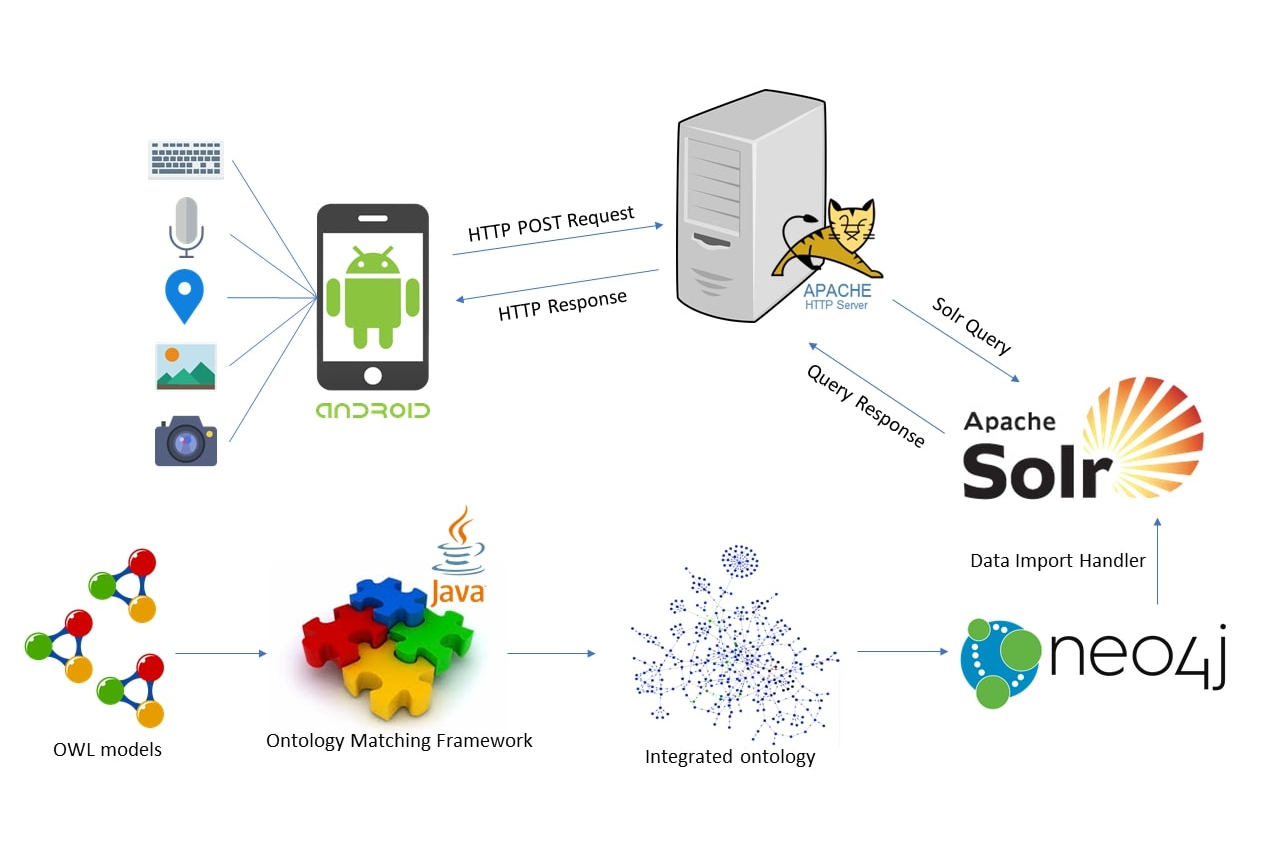 HTTP POST Request
HTTP Response
ANDROID
APACHE
HTTP Server
Solr Query
Query Response
Apache
Solr
Data Import Handler
Java
neo4j
OWL models
Ontology Matching Framework
Integrated ontology